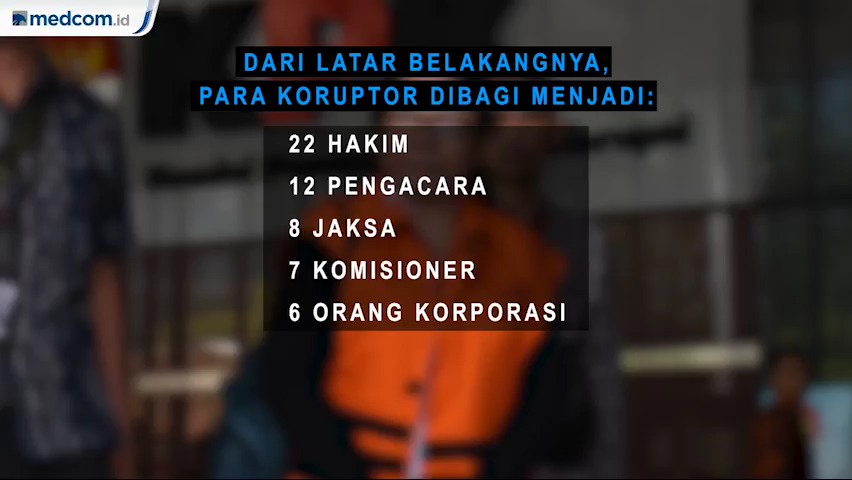 medcom.id
DARI LATAR BELAKANGNYA,
PARA KORUPTOR DIBAGI MENJADI:
22 HAKIM
12 PENGACARA
8 JAKSA
7 KOMISIONER
6 ORANG KORPORASI